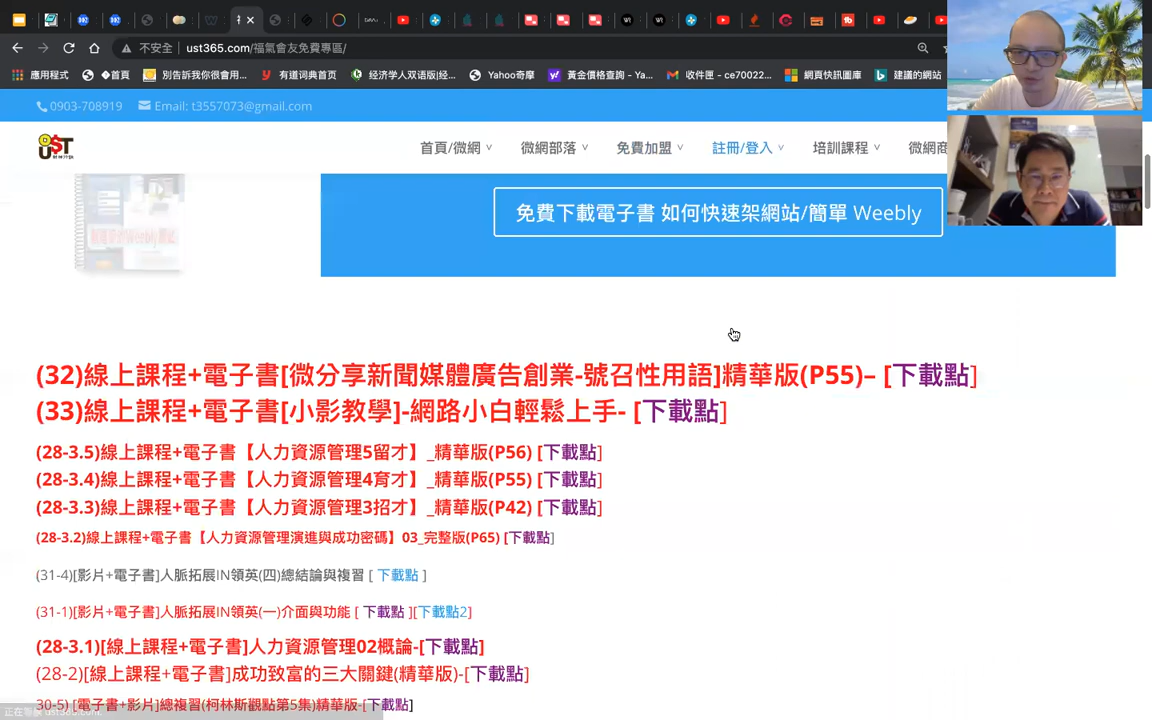 不安全 ust365.com/福氣會友免費專區/
應用程式 �首頁 別告訴我你很會用... 有道词典首页 经济学人双语版|经... Yahoo奇摩 黃金價格查詢 - Ya... 收件匣 - ce70022... 網頁快訊圖庫 建議的網站
0903-708919 Email: t3557073@gmail.com
UST
首頁/微網 微網部落 免費加盟 註冊/登入 培訓課程 微網商
免費下載電子書 如何快速架網站/簡單 Weebly
(32)線上課程+電子書[微分享新聞媒體廣告創業-號召性用語]精華版(P55)– [下載點]
(33)線上課程+電子書[小影教學]-網路小白輕鬆上手- [下載點]
(28-3.5)線上課程+電子書【人力資源管理5留才】_精華版(P56) [下載點]
(28-3.4)線上課程+電子書【人力資源管理4育才】_精華版(P55) [下載點]
(28-3.3)線上課程+電子書【人力資源管理3招才】_精華版(P42) [下載點]
(28-3.2)線上課程+電子書【人力資源管理演進與成功密碼】03_完整版(P65) [下載點]
(31-4)[影片+電子書]人脈拓展IN領英(四)總結論與複習 [ 下載點 ]
(31-1)[影片+電子書]人脈拓展IN領英(一)介面與功能 [ 下載點 ][下載點2]
(28-3.1)[線上課程+電子書]人力資源管理02概論-[下載點]
(28-2)[線上課程+電子書]成功致富的三大關鍵(精華版)-[下載點]
30-5) [電子書+影片]總複習(柯林斯觀點第5集)精華版-[下載點]